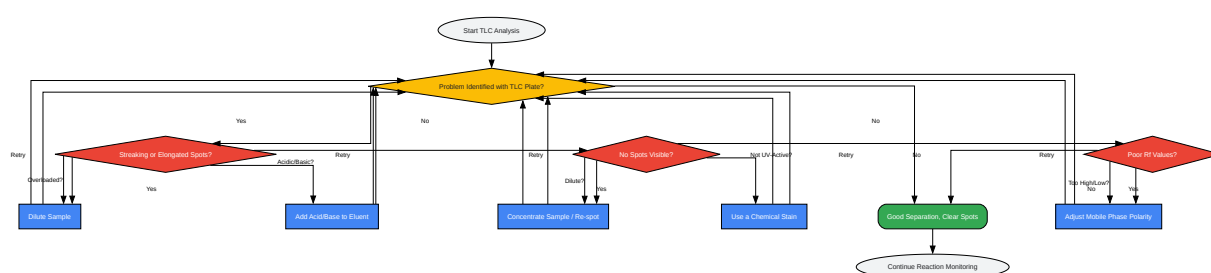 Start TLC Analysis
Problem Identified with TLC Plate?
Yes
No
No
Retry
Streaking or Elongated Spots?
Acidic/Basic?
Retry
Retry
No Spots Visible?
Not UV-Active?
Retry
No
Retry
Poor Rf Values?
Overloaded?
Yes
Dilute?
Yes
Too High/Low?
No
Yes
Dilute Sample
Add Acid/Base to Eluent
Concentrate Sample / Re-spot
Use a Chemical Stain
Good Separation, Clear Spots
Adjust Mobile Phase Polarity
Continue Reaction Monitoring